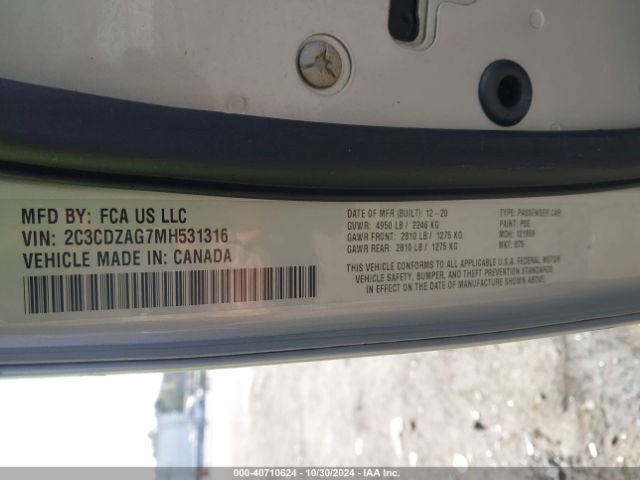 MFD BY: FCA US LLC
VIN: 2C3CDZAG7MH531316
VEHICLE MADE IN: CANADA
DATE OF MFR (BUILT): 12-20
GVWR: 4950 LB / 2246 KG
GAWR FRONT: 2810 LB / 1275 KG
GAWR REAR: 2810 LB / 1275 KG
TYPE: PASSENGER CAR
PAINT: PSE
MDH:
MKT:
THIS VEHICLE CONFORMS TO ALL APPLICABLE U.S.A. FEDERAL MOTOR
VEHICLE SAFETY, BUMPER, AND THEFT PREVENTION STANDARDS
IN EFFECT ON THE DATE OF MANUFACTURE SHOWN ABOVE.
000-40710624 - 10/30/2024 - IAA Inc.